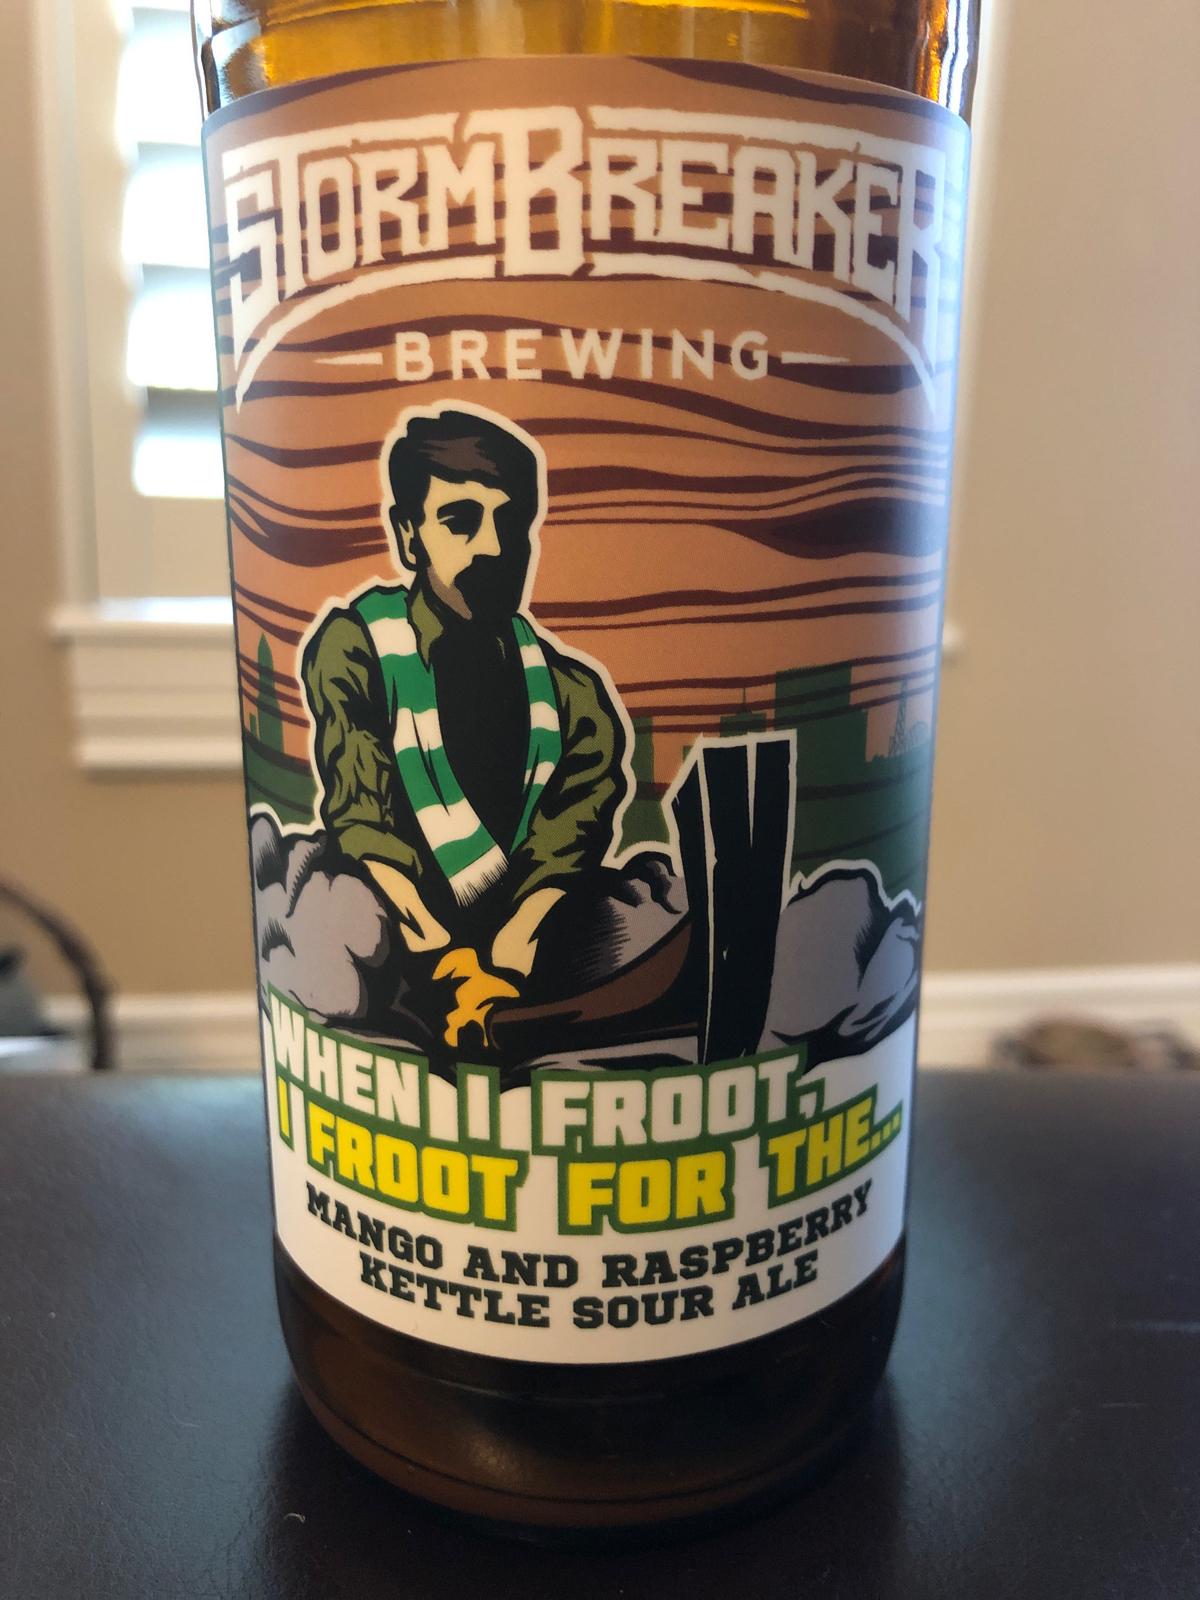 STORMBREAKER
BREWING
WHEN I FROOT,
I FROOT FOR THE...
MANGO AND RASPBERRY
KETTLE SOUR ALE